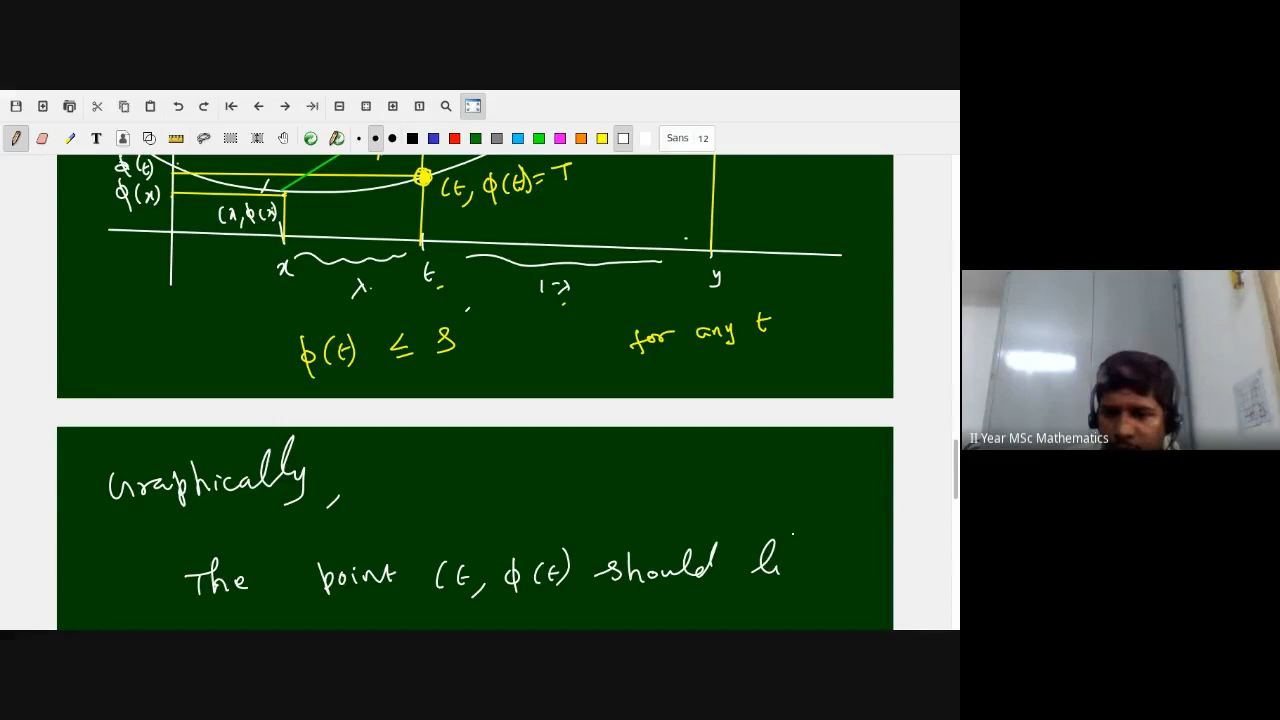 Sans 12
ϕ(t)
ϕ(x)
(x, ϕ(x)
(t, ϕ(t)= T
x t y
λ 1-λ
ϕ(t) ≤ S for any t
Graphically,
The point (t, ϕ(t) should li
II Year MSc Mathematics